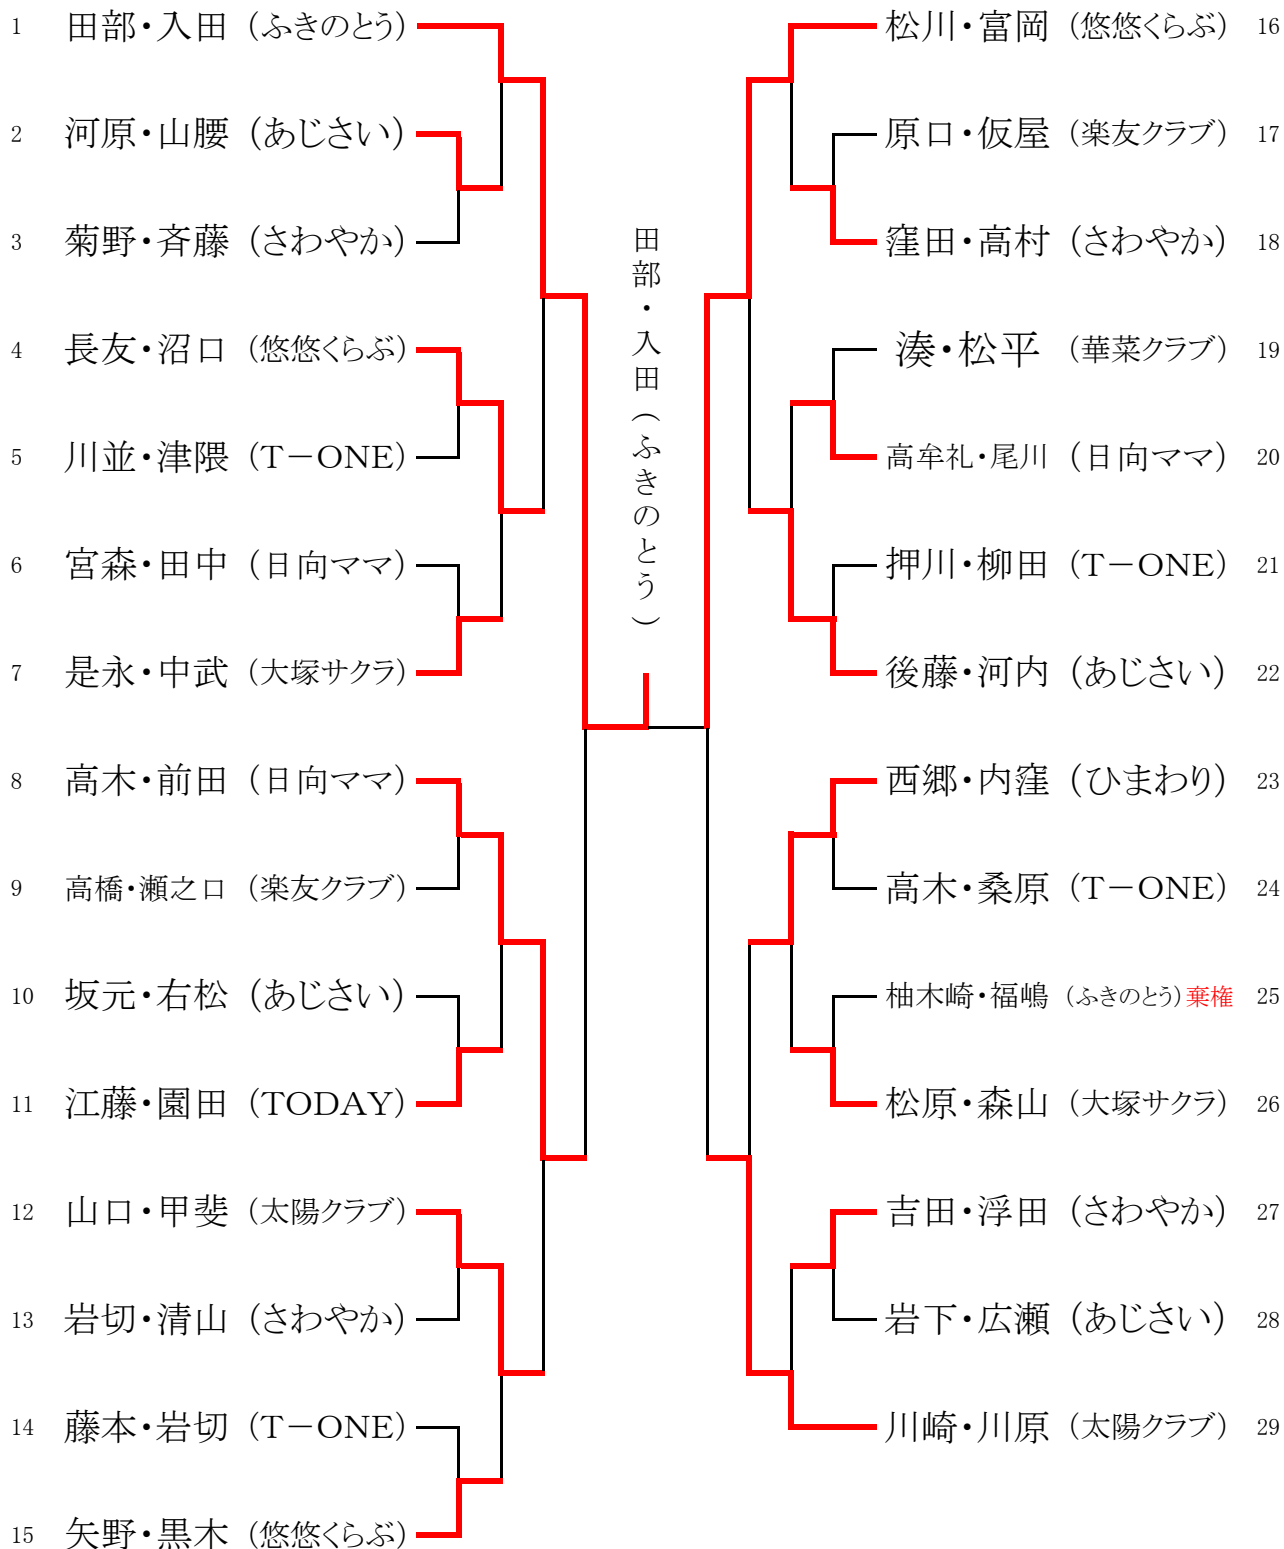 1 田部・入田 (ふきのとう)
2 河原・山腰 (あじさい)
3 菊野・斉藤 (さわやか)
4 長友・沼口 (悠悠くらぶ)
5 川並・津隈 (T－ONE)
6 宮森・田中 (日向ママ)
7 是永・中武 (大塚サクラ)
8 高木・前田 (日向ママ)
9 高橋・瀬之口 (楽友クラブ)
10 坂元・右松 (あじさい)
11 江藤・園田 (TODAY)
12 山口・甲斐 (太陽クラブ)
13 岩切・清山 (さわやか)
14 藤本・岩切 (T－ONE)
15 矢野・黒木 (悠悠くらぶ)
田部・入田(ふきのとう)
松川・富岡 (悠悠くらぶ) 16
原口・仮屋 (楽友クラブ) 17
窪田・高村 (さわやか) 18
湊・松平 (華菜クラブ) 19
高牟礼・尾川 (日向ママ) 20
押川・柳田 (T－ONE) 21
後藤・河内 (あじさい) 22
西郷・内窪 (ひまわり) 23
高木・桑原 (T－ONE) 24
柚木崎・福嶋 (ふきのとう) 棄権 25
松原・森山 (大塚サクラ) 26
吉田・浮田 (さわやか) 27
岩下・広瀬 (あじさい) 28
川崎・川原 (太陽クラブ) 29